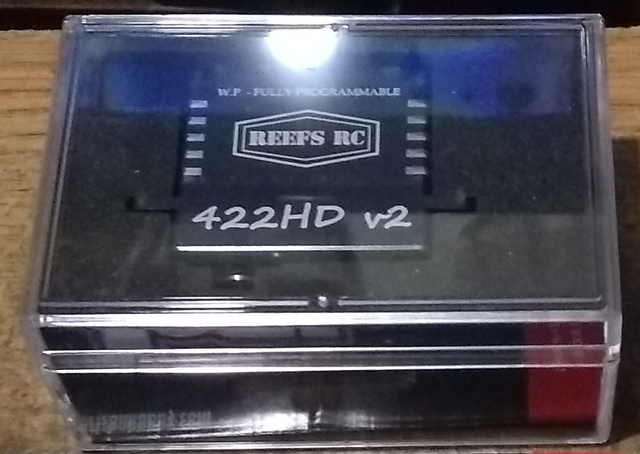 W.P - FULLY PROGRAMMABLE
REEFS RC
422HD v2